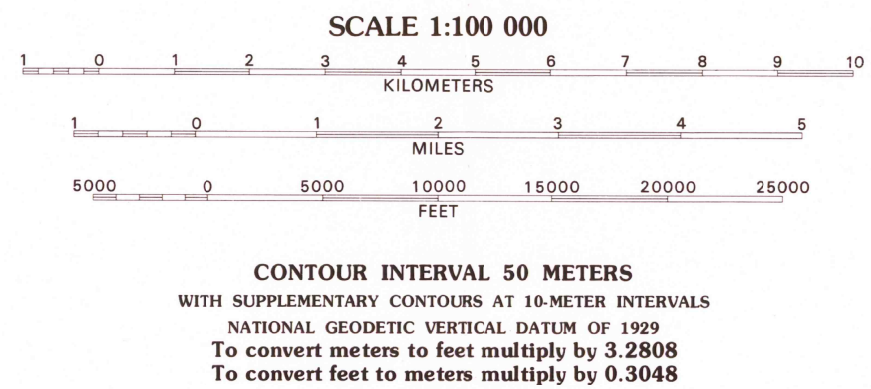 SCALE 1:100 000
1 0 1 2 3 4 5 6 7 8 9 10
KILOMETERS
1 0 1 2 3 4 5
MILES
5000 0 5000 10000 15000 20000 25000
FEET
CONTOUR INTERVAL 50 METERS
WITH SUPPLEMENTARY CONTOURS AT 10-METER INTERVALS
NATIONAL GEODETIC VERTICAL DATUM OF 1929
To convert meters to feet multiply by 3.2808
To convert feet to meters multiply by 0.3048